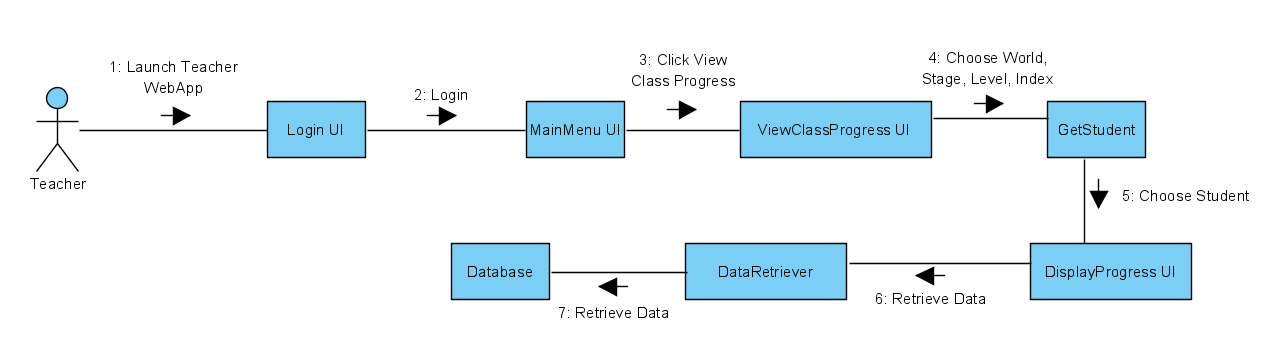 1: Launch Teacher
WebApp
2: Login
3: Click View
Class Progress
4: Choose World,
Stage, Level, Index
Teacher
Login UI
MainMenu UI
ViewClassProgress UI
GetStudent
5: Choose Student
Database
DataRetriever
DisplayProgress UI
6: Retrieve Data
7: Retrieve Data